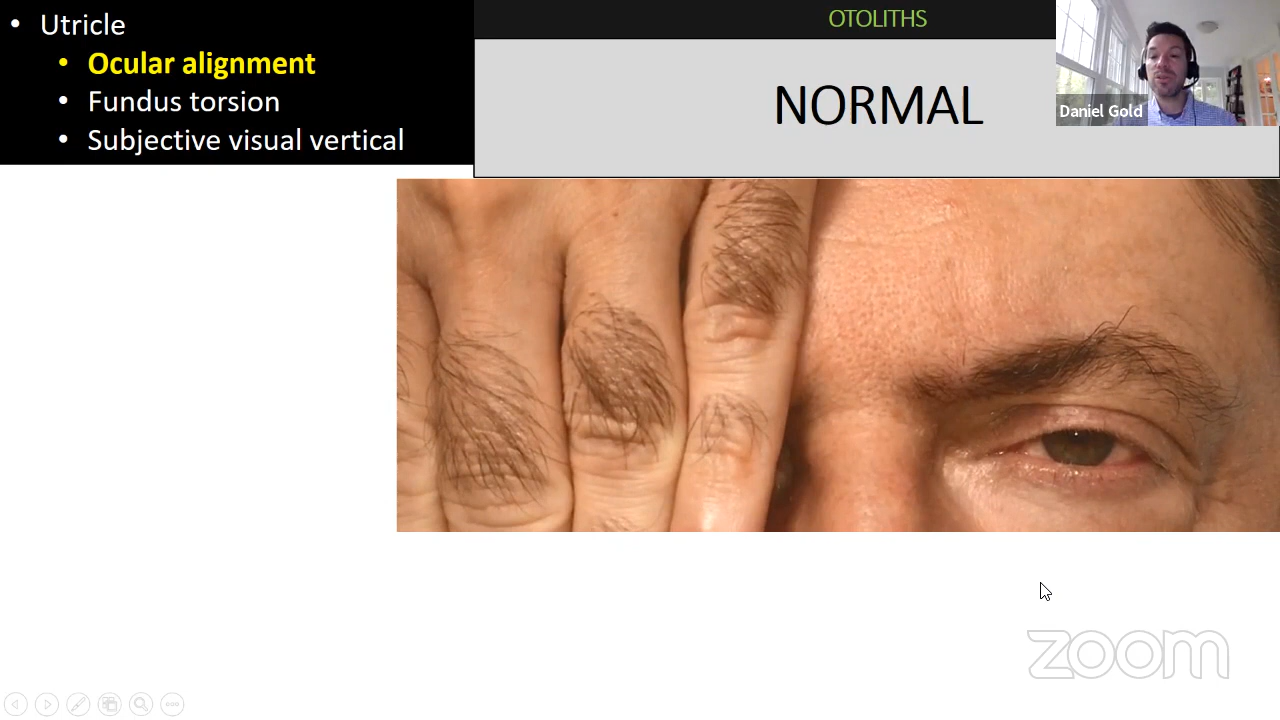 • Utricle
• Ocular alignment
• Fundus torsion
• Subjective visual vertical
OTOLITHS
NORMAL
Daniel Gold
zoom